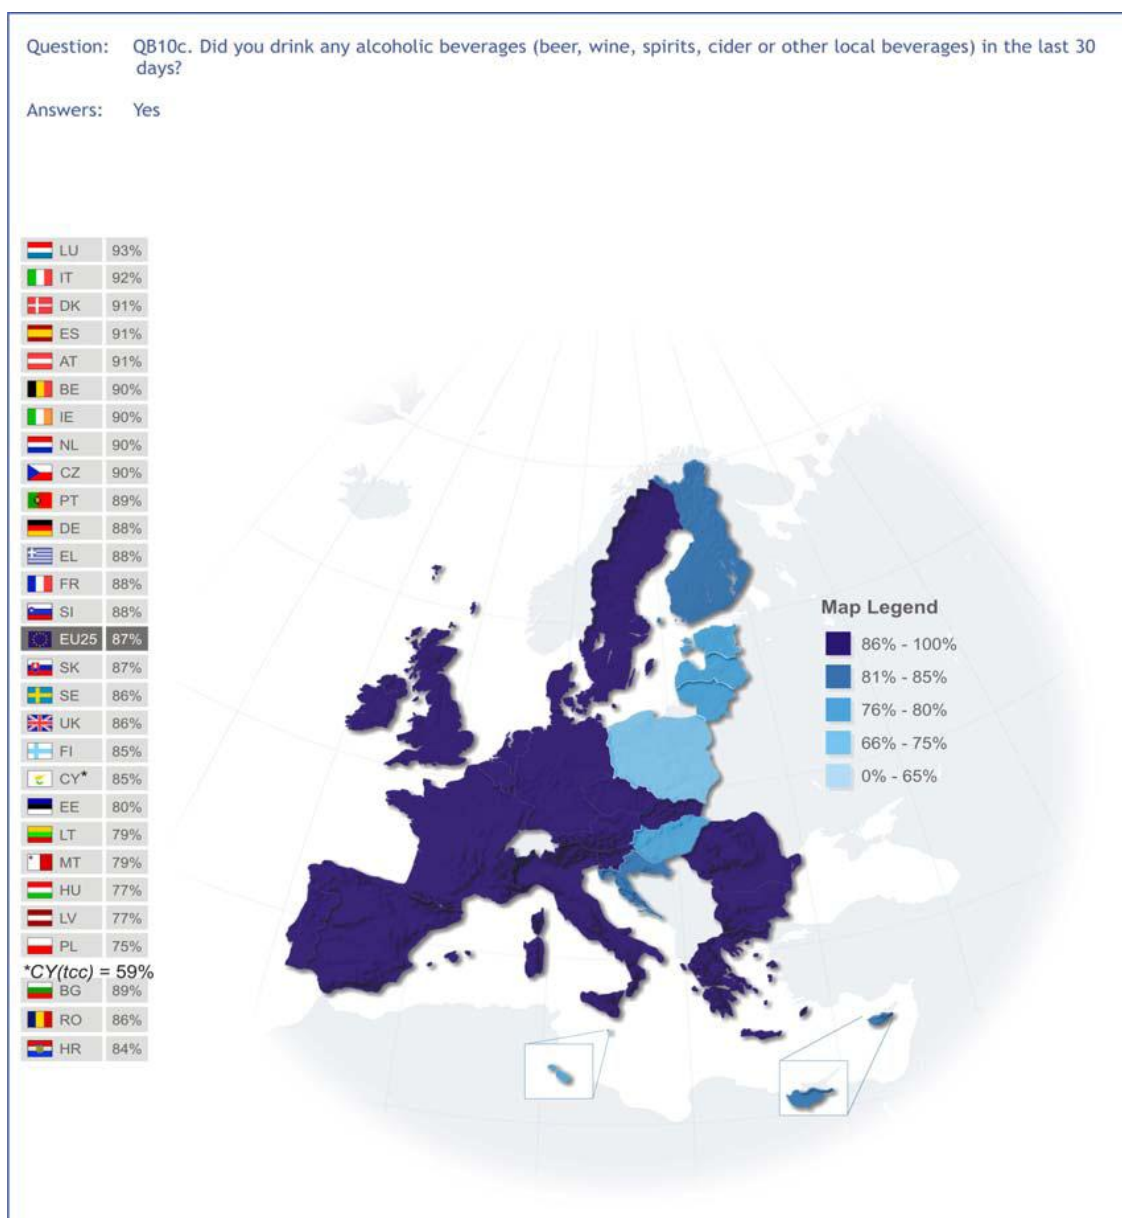 Question: QB10c. Did you drink any alcoholic beverages (beer, wine, spirits, cider or other local beverages) in the last 30
days?
Answers: Yes
LU 93%
IT 92%
DK 91%
ES 91%
AT 91%
BE 90%
IE 90%
NL 90%
CZ 90%
PT 89%
DE 88%
EL 88%
FR 88%
SI 88%
EU25 87%
SK 87%
SE 86%
UK 86%
FI 85%
CY* 85%
EE 80%
LT 79%
MT 79%
HU 77%
LV 77%
PL 75%
*CY(tcc) = 59%
BG 89%
RO 86%
HR 84%
Map Legend
86% - 100%
81% - 85%
76% - 80%
66% - 75%
0% - 65%